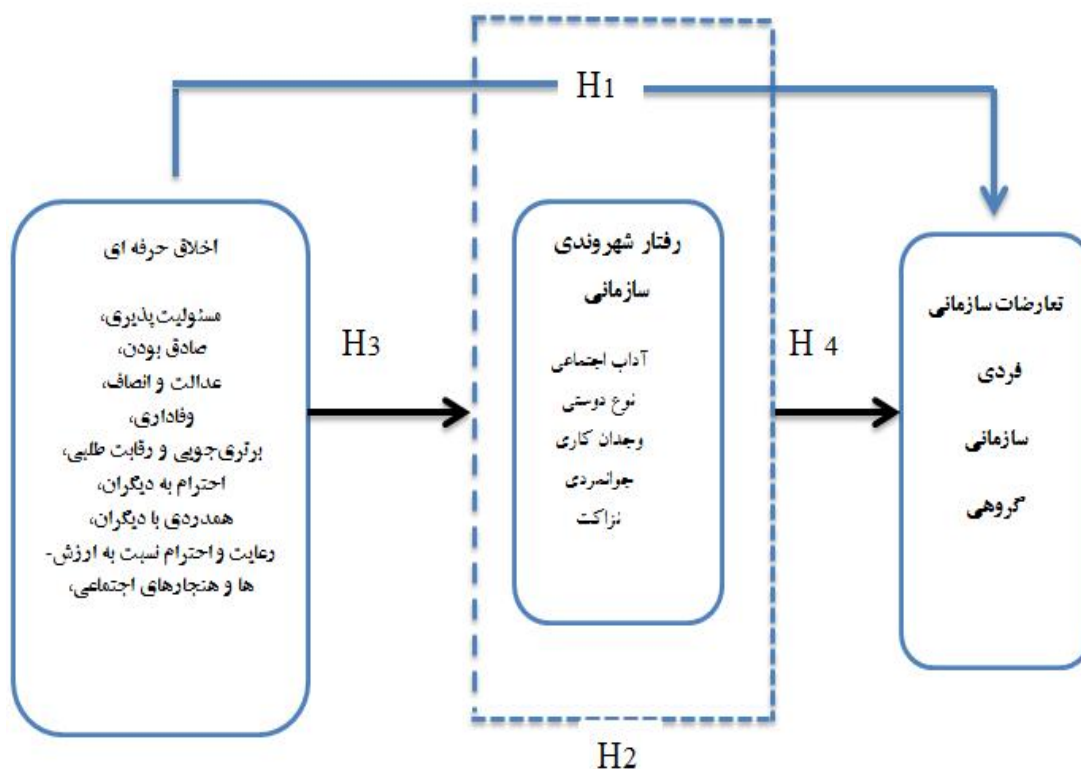 H1
اخلاق حرفه ای
مسئولیت‌پذیری،
صادق بودن،
عدالت و انصاف،
وفاداری،
برتری‌جویی و رقابت طلبی،
احترام به دیگران،
همدردی با دیگران،
رعایت و احترام نسبت به ارزش-
ها و هنجارهای اجتماعی،
H3
رفتار شهروندی
سازمانی
آداب اجتماعی
نوع دوستی
وجدان کاری
جوانمردی
نزاکت
H 4
تعارضات سازمانی
فردی
سازمانی
گروهی
H2